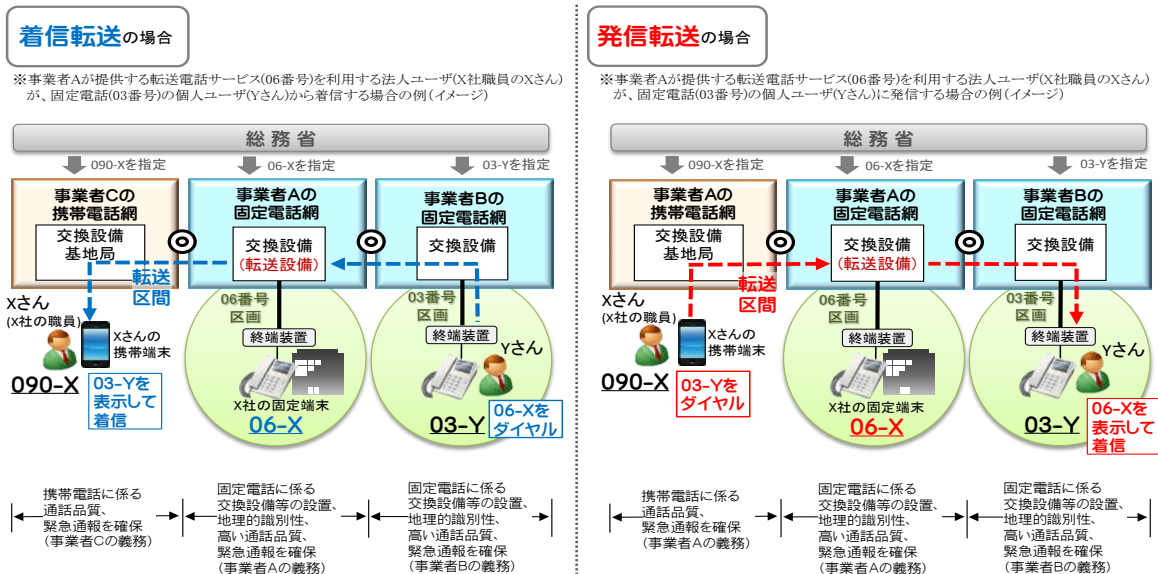 着信転送の場合
※事業者Aが提供する転送電話サービス(06番号)を利用する法人ユーザ(X社職員のXさん)
が、固定電話(03番号)の個人ユーザ(Yさん)から着信する場合の例(イメージ)
総務省
090-Xを指定
06-Xを指定
03-Yを指定
事業者Cの
携帯電話網
交換設備
基地局
事業者Aの
固定電話網
交換設備
(転送設備)
事業者Bの
固定電話網
交換設備
転送
区間
06番号
区画
03番号
区画
Xさん
(X社の職員)
Xさんの
携帯端末
終端装置
終端装置
Yさん
090-X
03-Yを
表示して
着信
X社の固定端末
06-X
03-Y
06-Xを
ダイヤル
携帯電話に係る
通話品質、
緊急通報を確保
(事業者Cの義務)
固定電話に係る
交換設備等の設置、
地理的識別性、
高い通話品質、
緊急通報を確保
(事業者Aの義務)
固定電話に係る
交換設備等の設置、
地理的識別性、
高い通話品質、
緊急通報を確保
(事業者Bの義務)
発信転送の場合
※事業者Aが提供する転送電話サービス(06番号)を利用する法人ユーザ(X社職員のXさん)
が、固定電話(03番号)の個人ユーザ(Yさん)に発信する場合の例(イメージ)
総務省
090-Xを指定
06-Xを指定
03-Yを指定
事業者Aの
携帯電話網
交換設備
基地局
事業者Aの
固定電話網
交換設備
(転送設備)
事業者Bの
固定電話網
交換設備
転送
区間
06番号
区画
03番号
区画
Xさん
(X社の職員)
Xさんの
携帯端末
終端装置
終端装置
Yさん
090-X
03-Yを
ダイヤル
X社の固定端末
06-X
03-Y
06-Xを
表示して
着信
携帯電話に係る
通話品質、
緊急通報を確保
(事業者Aの義務)
固定電話に係る
交換設備等の設置、
地理的識別性、
高い通話品質、
緊急通報を確保
(事業者Aの義務)
固定電話に係る
交換設備等の設置、
地理的識別性、
高い通話品質、
緊急通報を確保
(事業者Bの義務)